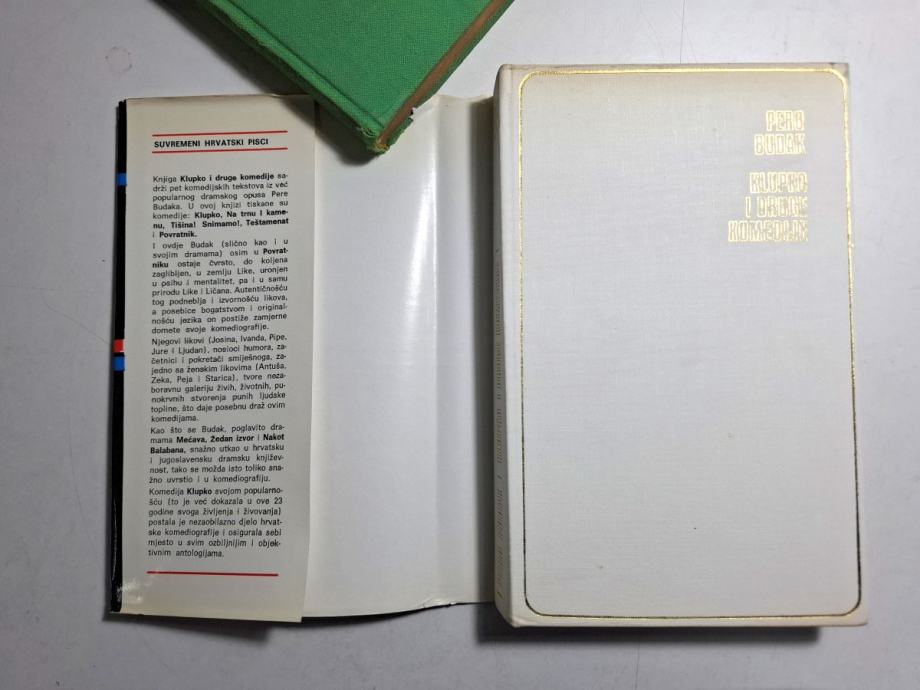 SUVREMENI HRVATSKI PISCI
Knjiga Klupko i druge komedije sa-
drži pet komedijskih tekstova iz već
popularnog dramskog opusa Pere
Budaka. U ovoj knjizi tiskane su
komedije: Klupko, Na trnu i kame-
nu, Tišina! Snimamo!, Teštamenat
i Povratnik.
I ovdje Budak (slično kao i u
svojim dramama) osim u Povrat-
niku ostaje čvrsto, do koljena
zaglibljen, u zemlju Like, uronjen
u psihu i mentalitet, pa i u samu
prirodu Like i Ličana. Autentičnošću
tog podneblja i izvornošću likova,
a posebice bogatstvom i original-
nošću jezika on postiže zamjerne
domete svoje komediografije.
Njegovi likovi (Josina, Ivanda, Pipe,
Jure i Ljudan), nosioci humora, za-
četnici i pokretači smiješnoga, za-
jedno sa ženskim likovima (Antuša,
Zeka, Peja i Starica), tvore neza-
boravnu galeriju živih, životnih, pu-
nokrvnih stvorenja punih ljudske
topline, što daje posebnu draž ovim
komedijama.
Kao što se Budak, poglavito dra-
mama Mećava, Žedan izvor i Nakot
Balabana, snažno utkao u hrvatsku
i jugoslavensku dramsku književ-
nost, tako se možda isto toliko sna-
žno uvrstio i u komediografiju.
Komedija Klupko svojom popularno-
šću (to je već dokazala u ove 23
godine svoga življenja i živovanja)
postala je nezaobilazno djelo hrvat-
ske komediografije i osigurala sebi
mjesto u svim ozbiljnijim i objek-
tivnim antologijama.
PERO
BUDAK
KLUPKO
I DRUGE
KOMEDIJE